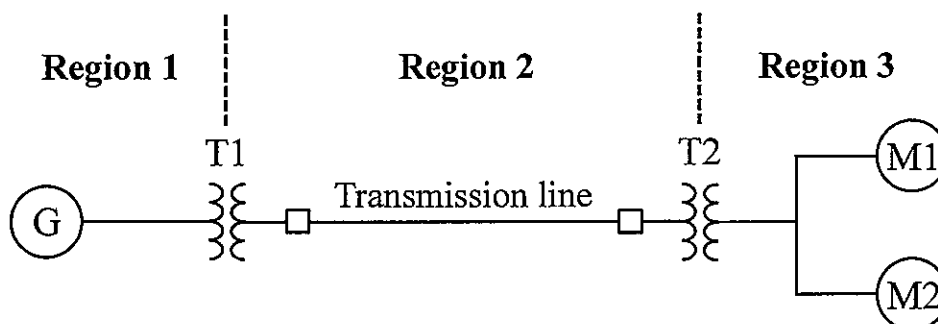 Region 1
Region 2
Region 3
T1
T2
M1
Transmission line
G
M2